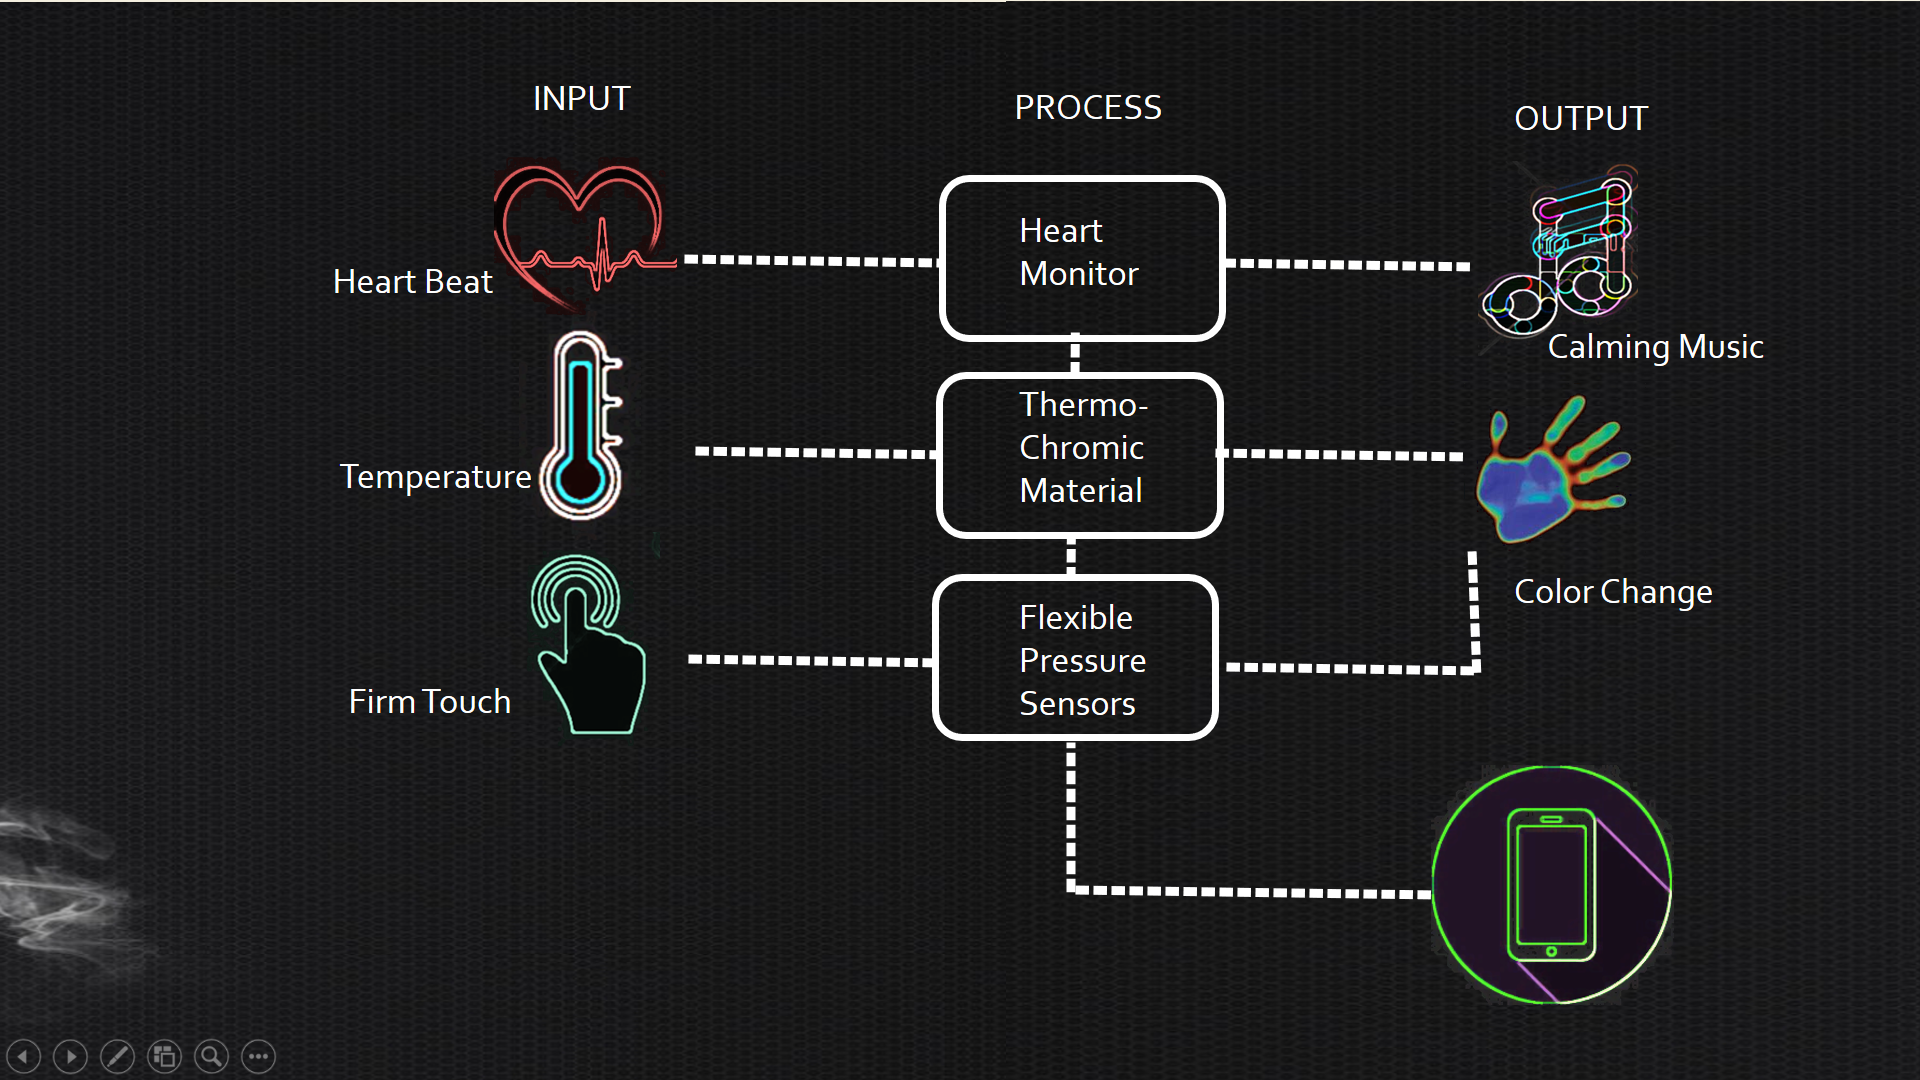 INPUT
PROCESS
OUTPUT
Heart Beat
Heart
Monitor
Calming Music
Temperature
Thermo-
Chromic
Material
Color Change
Firm Touch
Flexible
Pressure
Sensors